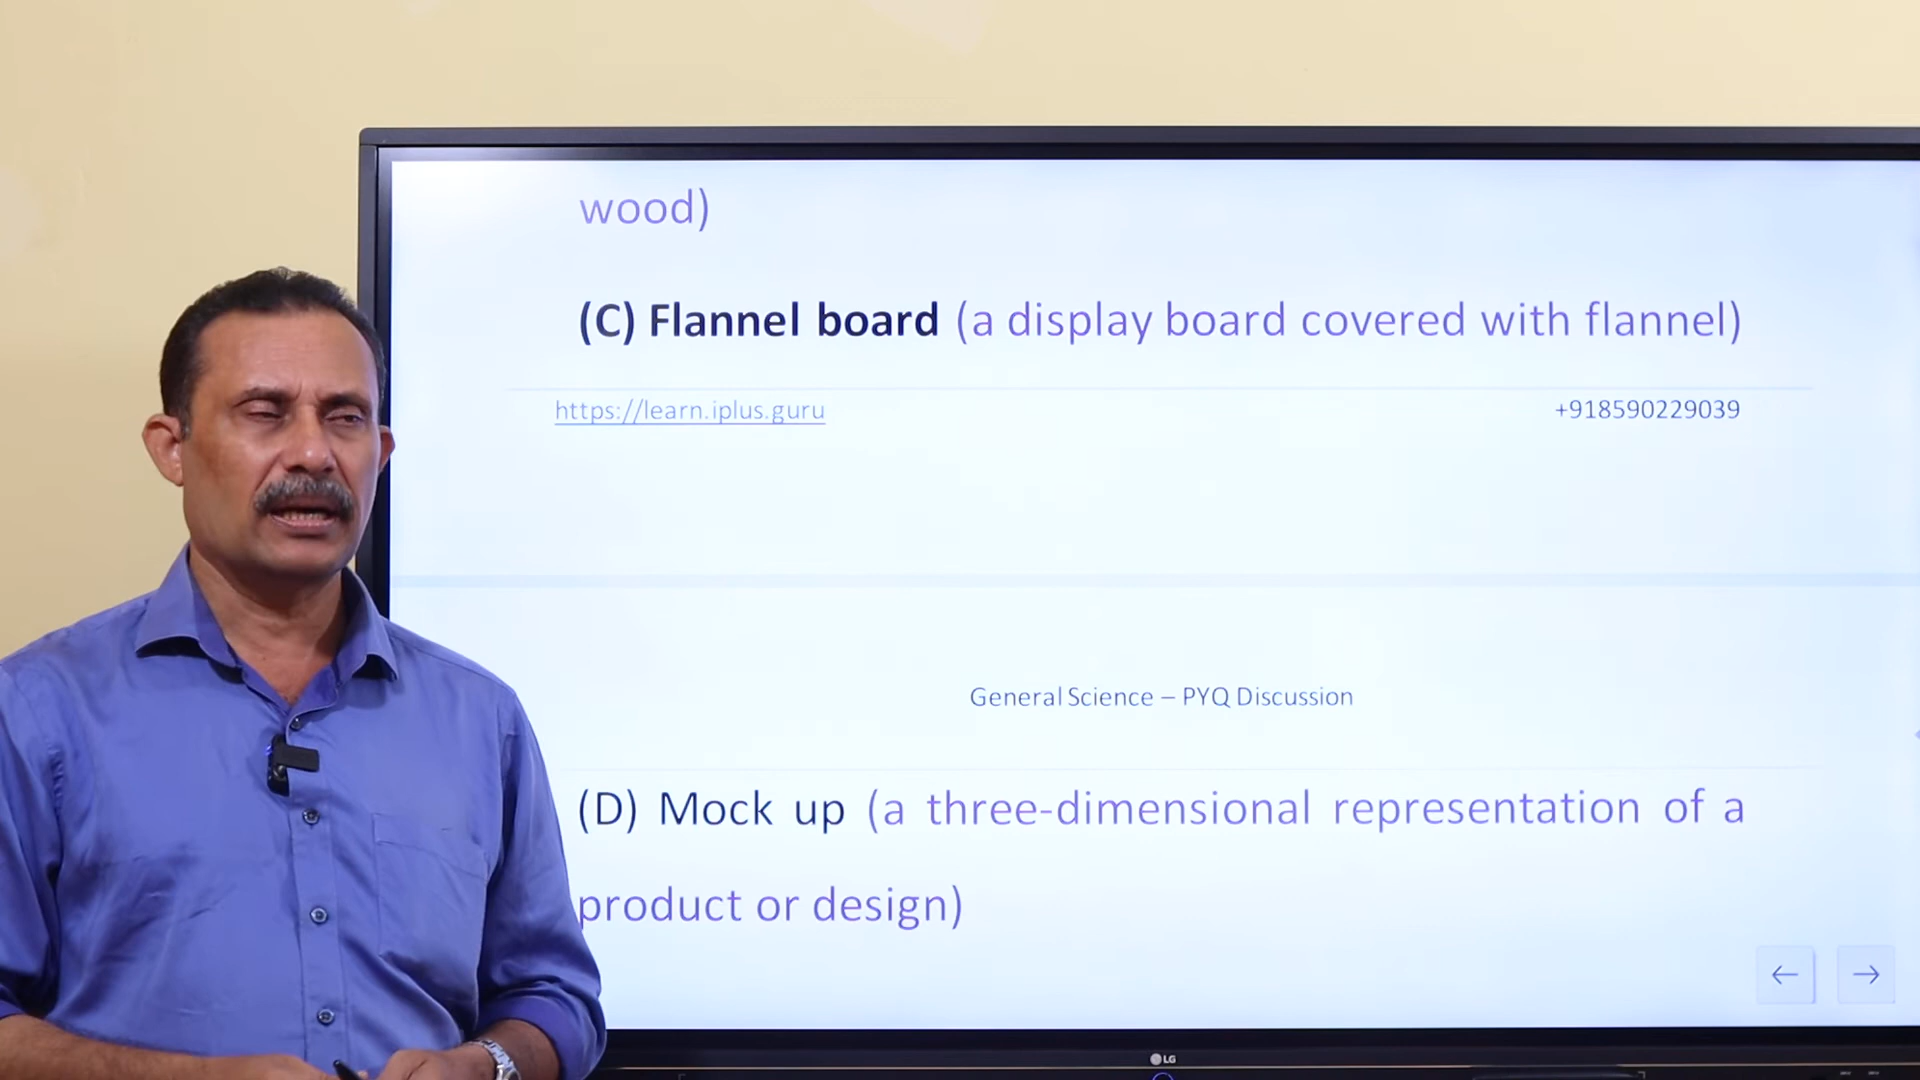 wood)
(C) Flannel board (a display board covered with flannel)
https://learn.iplus.guru +918590229039
General Science – PYQ Discussion
(D) Mock up (a three-dimensional representation of a
product or design)
LG